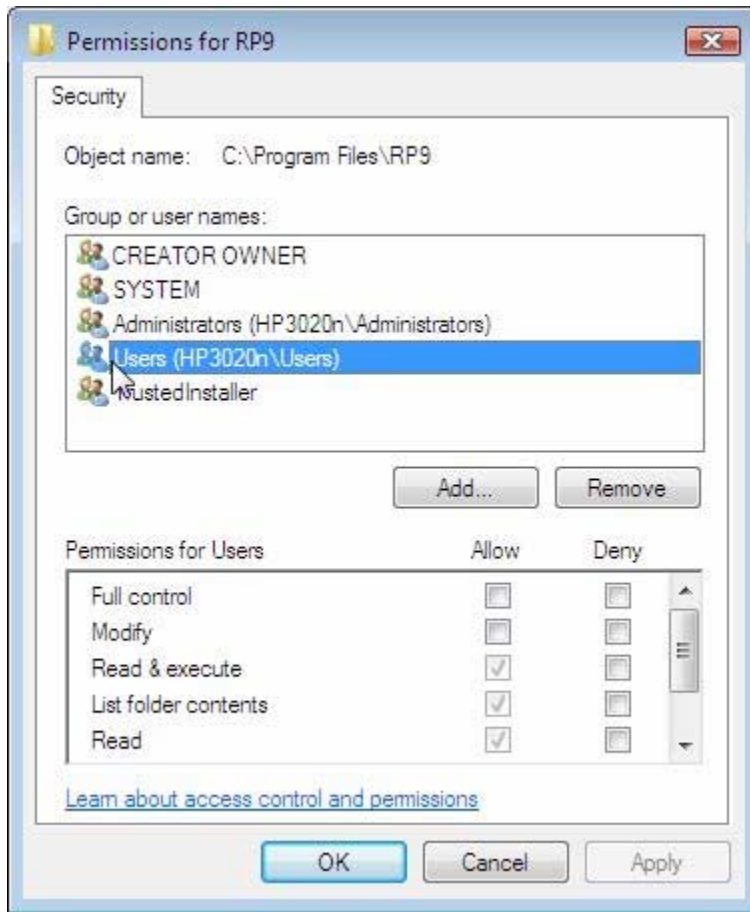 Permissions for RP9
Security
Object name: C:\Program Files\RP9
Group or user names:
CREATOR OWNER
SYSTEM
Administrators (HP3020n\Administrators)
Users (HP3020n\Users)
TrustedInstaller
Add... Remove
Permissions for Users Allow Deny
Full control
Modify
Read & execute
List folder contents
Read
Learn about access control and permissions
OK Cancel Apply